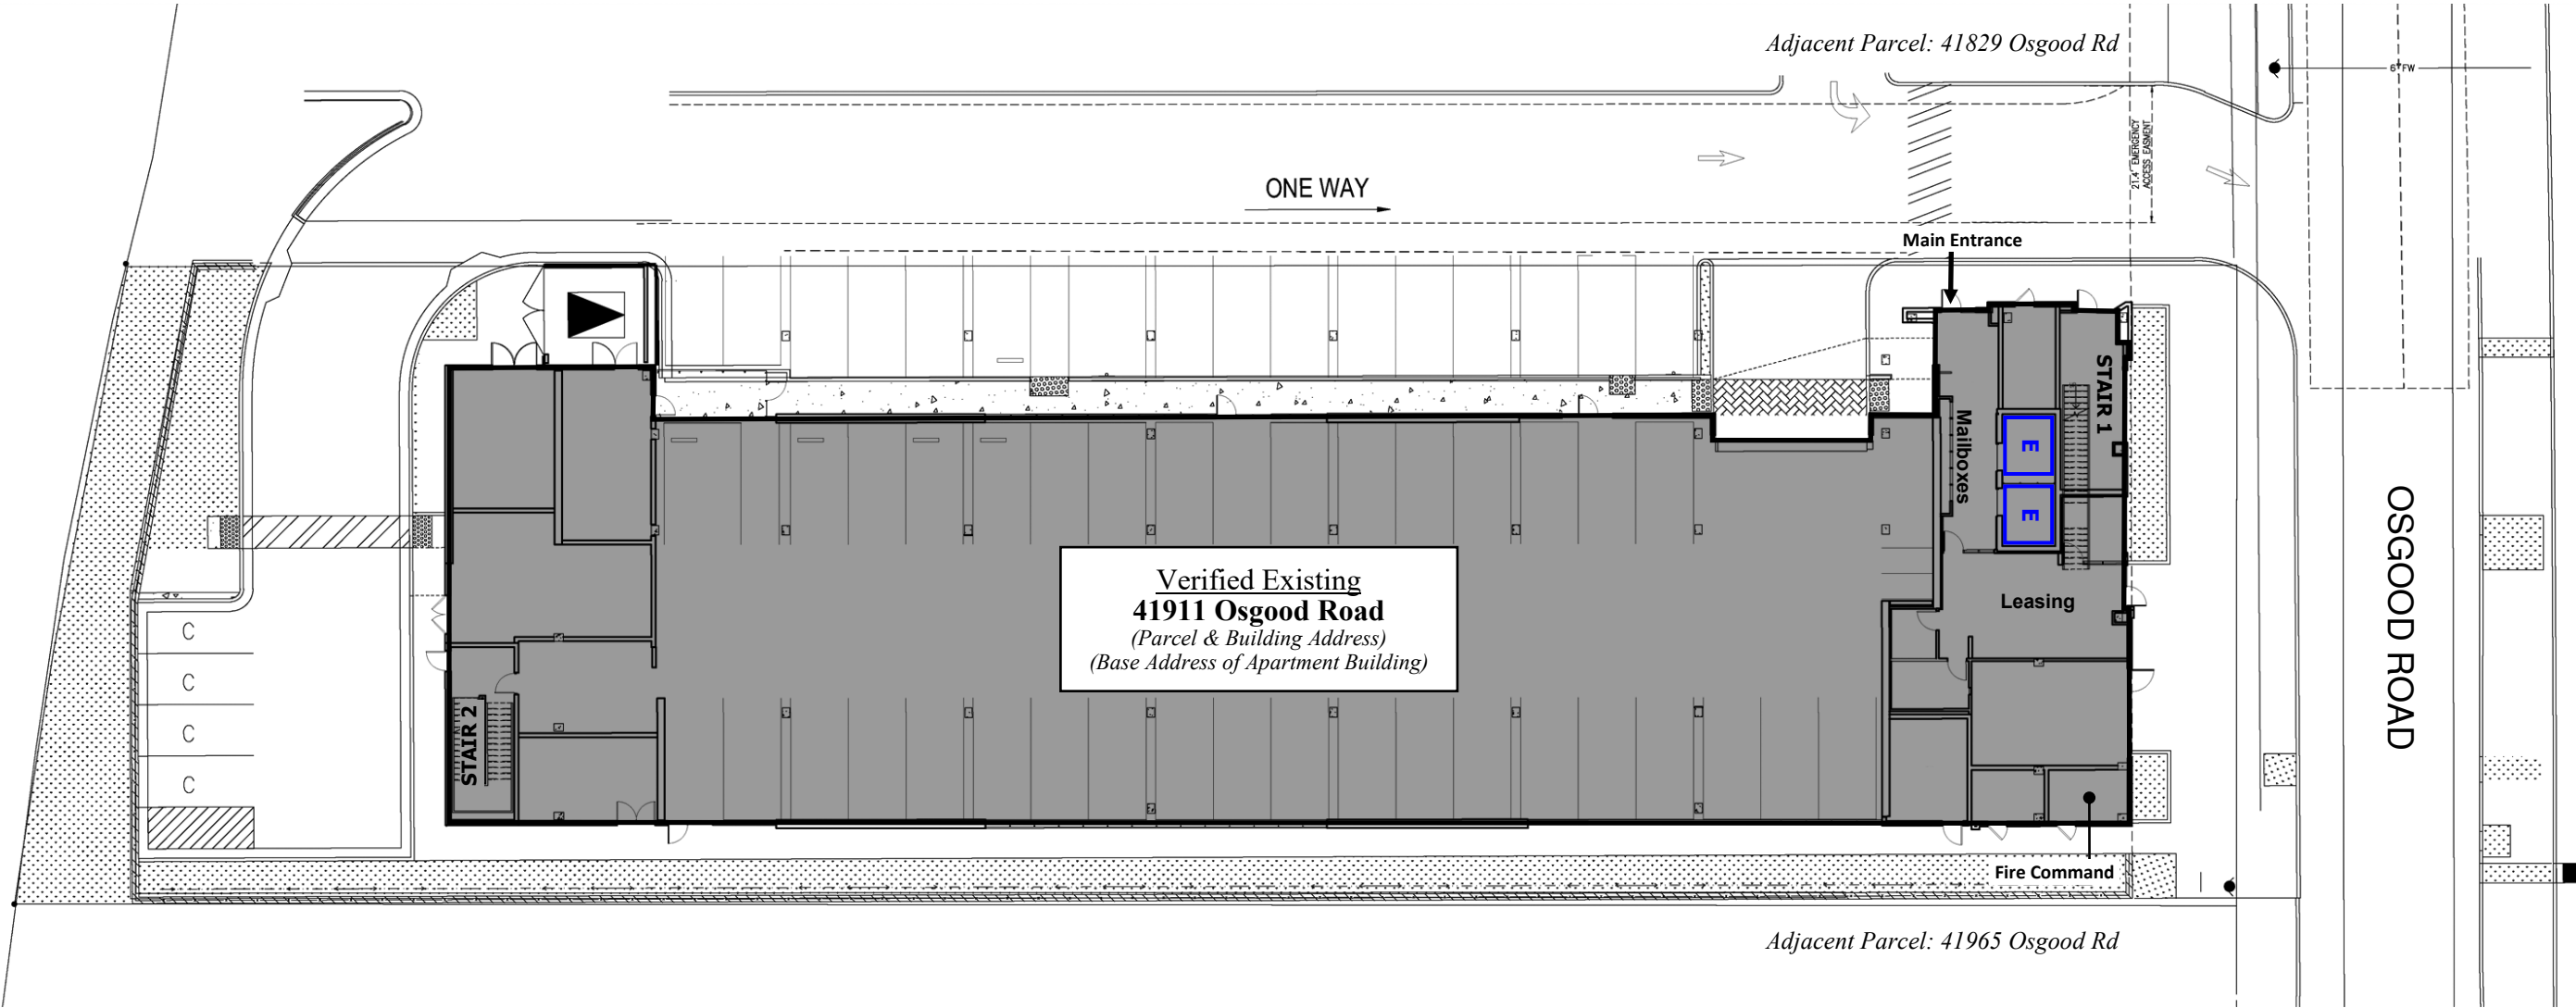 Adjacent Parcel: 41829 Osgood Rd
6" FW
21.4' EMERGENCY
ACCESS EASMENT
ONE WAY
Main Entrance
STAIR 1
Mailboxes
E
E
OSGOOD ROAD
Verified Existing
41911 Osgood Road
(Parcel & Building Address)
(Base Address of Apartment Building)
Leasing
C
C
C
C
STAIR 2
Fire Command
Adjacent Parcel: 41965 Osgood Rd